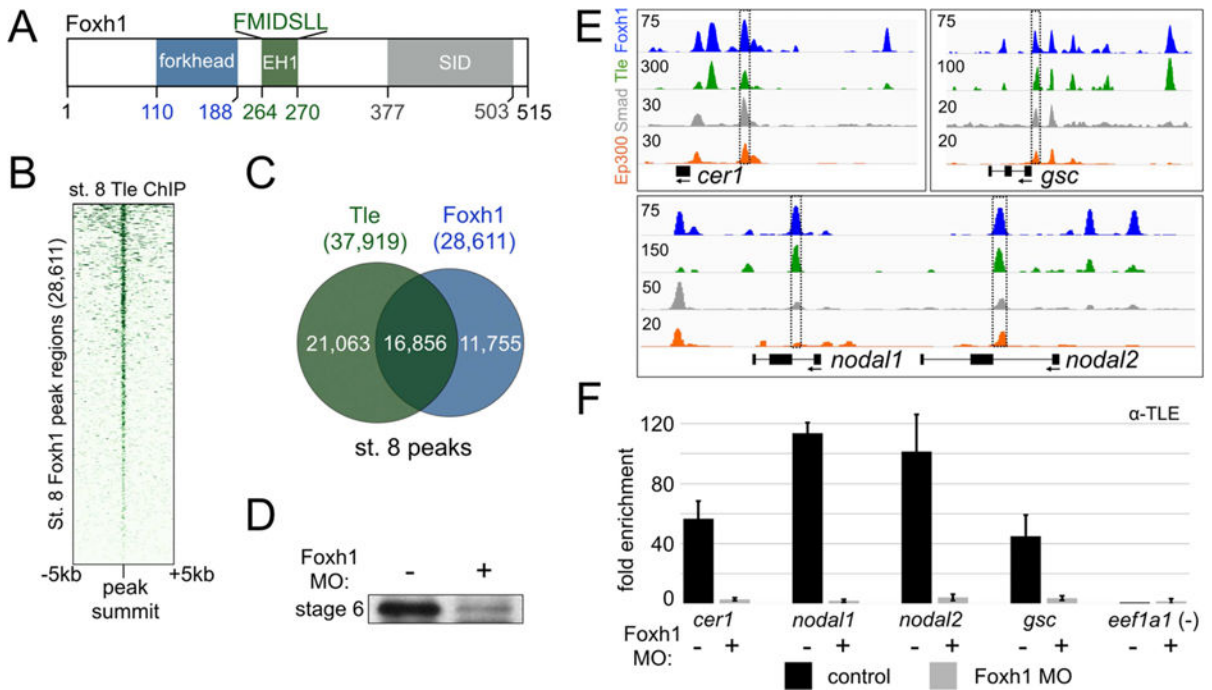 A
Foxh1
FMIDSLL
forkhead
EH1
SID
1
110
188
264
270
377
503
515
B
st. 8 Tle ChIP
St. 8 Foxh1 peak regions (28,611)
-5kb
+5kb
peak
summit
C
Tle
(37,919)
Foxh1
(28,611)
21,063
16,856
11,755
st. 8 peaks
D
Foxh1
MO:
-
+
stage 6
E
Ep300 Smad Tle Foxh1
75
300
30
30
cer1
75
100
20
20
gsc
75
150
50
20
nodal1
nodal2
F
α-TLE
fold enrichment
120
80
40
0
cer1
nodal1
nodal2
gsc
eef1a1 (-)
Foxh1
MO:
- + - + - + - + - +
control
Foxh1 MO